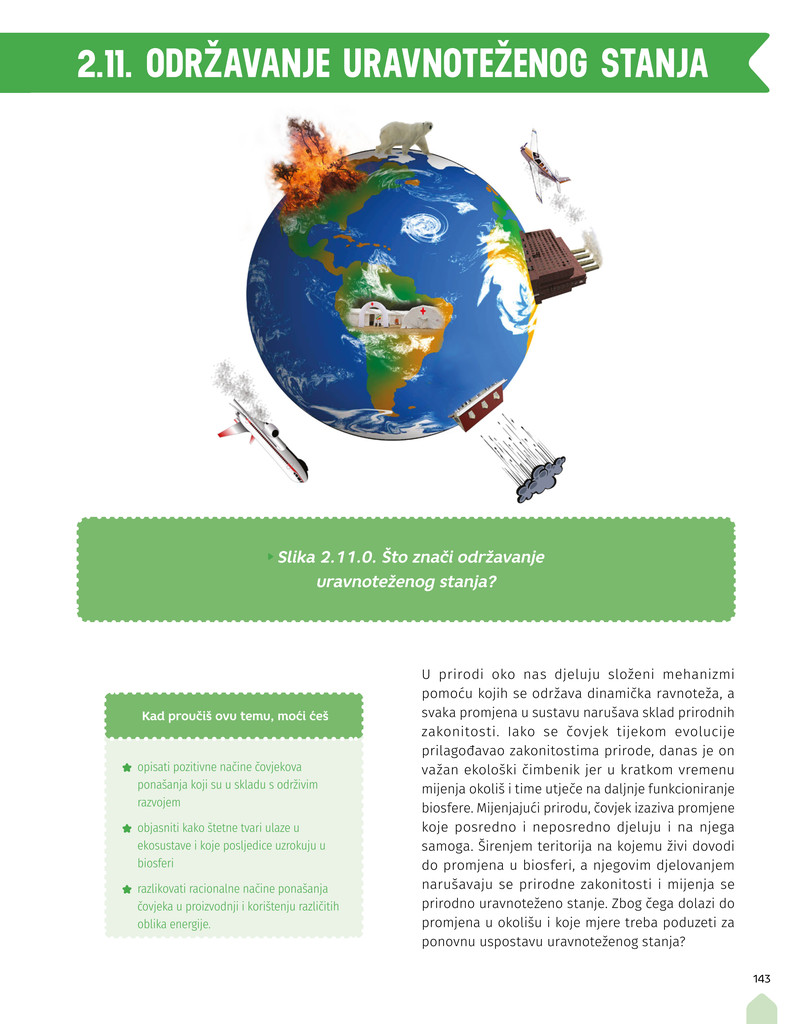 2.11. ODRŽAVANJE URAVNOTEŽENOG STANJA
Slika 2.11.0. Što znači održavanje
uravnoteženog stanja?
Kad proučiš ovu temu, moći ćeš
opisati pozitivne načine čovjekova
ponašanja koji su u skladu s održivim
razvojem
objasniti kako štetne tvari ulaze u
ekosustave i koje posljedice uzrokuju u
biosferi
razlikovati racionalne načine ponašanja
čovjeka u proizvodnji i korištenju različitih
oblika energije.
U prirodi oko nas djeluju složeni mehanizmi
pomoću kojih se održava dinamička ravnoteža, a
svaka promjena u sustavu narušava sklad prirodnih
zakonitosti. Iako se čovjek tijekom evolucije
prilagođavao zakonitostima prirode, danas je on
važan ekološki čimbenik jer u kratkom vremenu
mijenja okoliš i time utječe na daljnje funkcioniranje
biosfere. Mijenjajući prirodu, čovjek izaziva promjene
koje posredno i neposredno djeluju i na njega
samoga. Širenjem teritorija na kojemu živi dovodi
do promjena u biosferi, a njegovim djelovanjem
narušavaju se prirodne zakonitosti i mijenja se
prirodno uravnoteženo stanje. Zbog čega dolazi do
promjena u okolišu i koje mjere treba poduzeti za
ponovnu uspostavu uravnoteženog stanja?
143